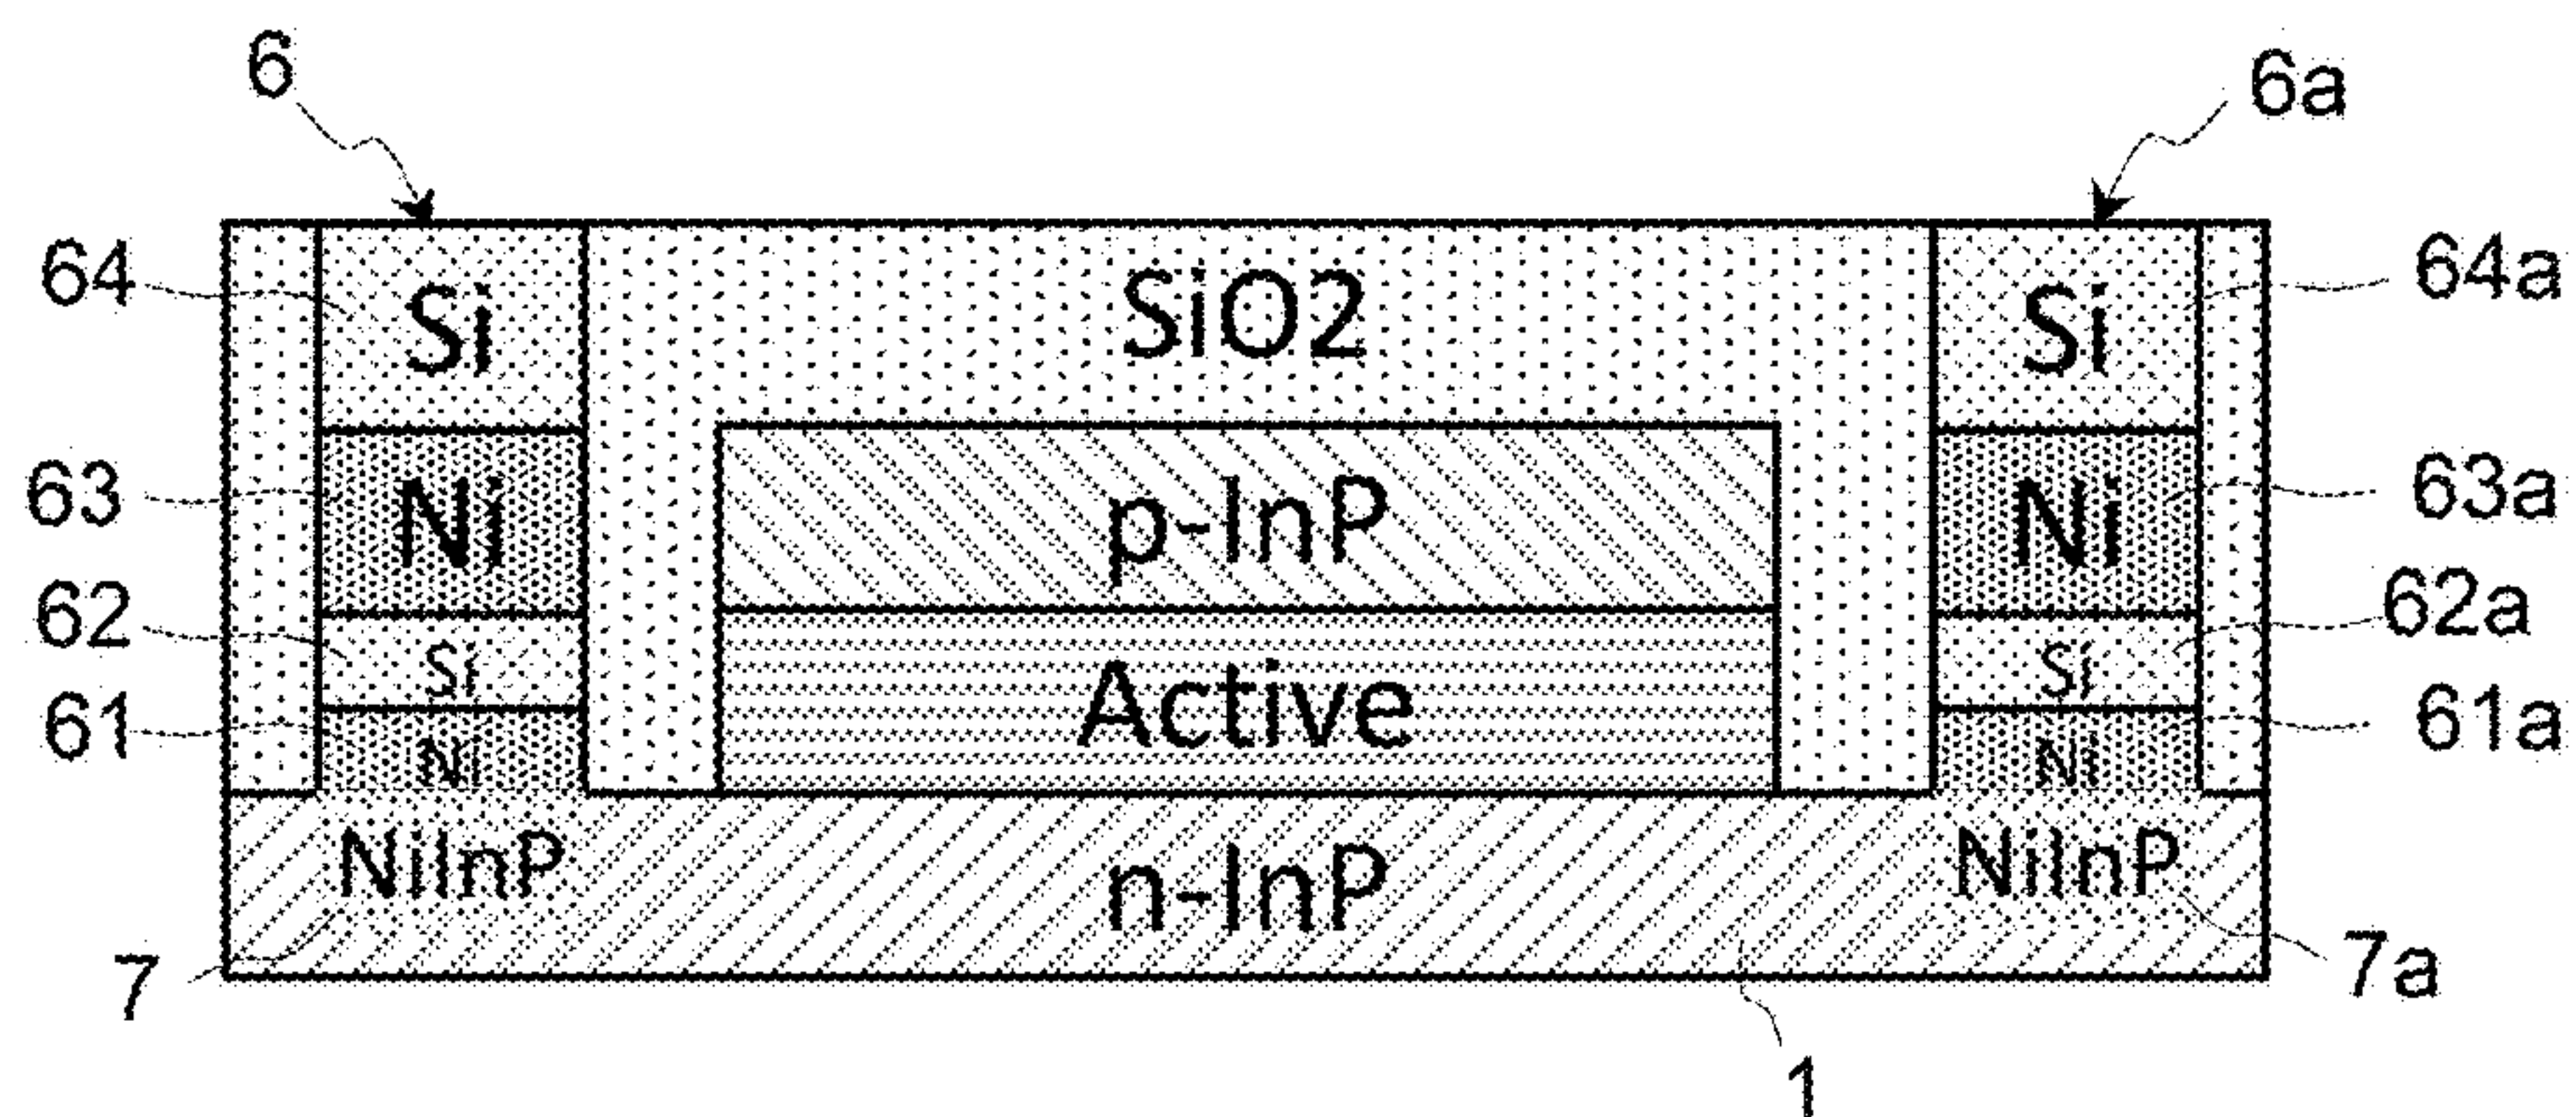 6
6a
64
Si
SiO2
Si
64a
63
Ni
p-InP
Ni
63a
62
Si
Si
62a
61
Ni
Active
Ni
61a
NiInP
n-InP
NiInP
7
7a
1